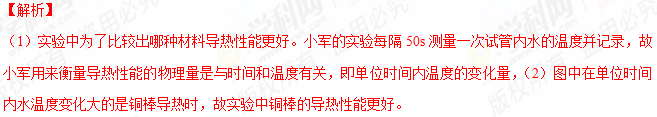 【解析】
（1）实验中为了比较出哪种材料导热性能更好。小军的实验每隔 50s 测量一次试管内水的温度并记录，故
小军用来衡量导热性能的物理量是与时间和温度有关，即单位时间内温度的变化量，（2）图中在单位时间
内水温度变化大的是铜棒导热时，故实验中铜棒的导热性能更好。